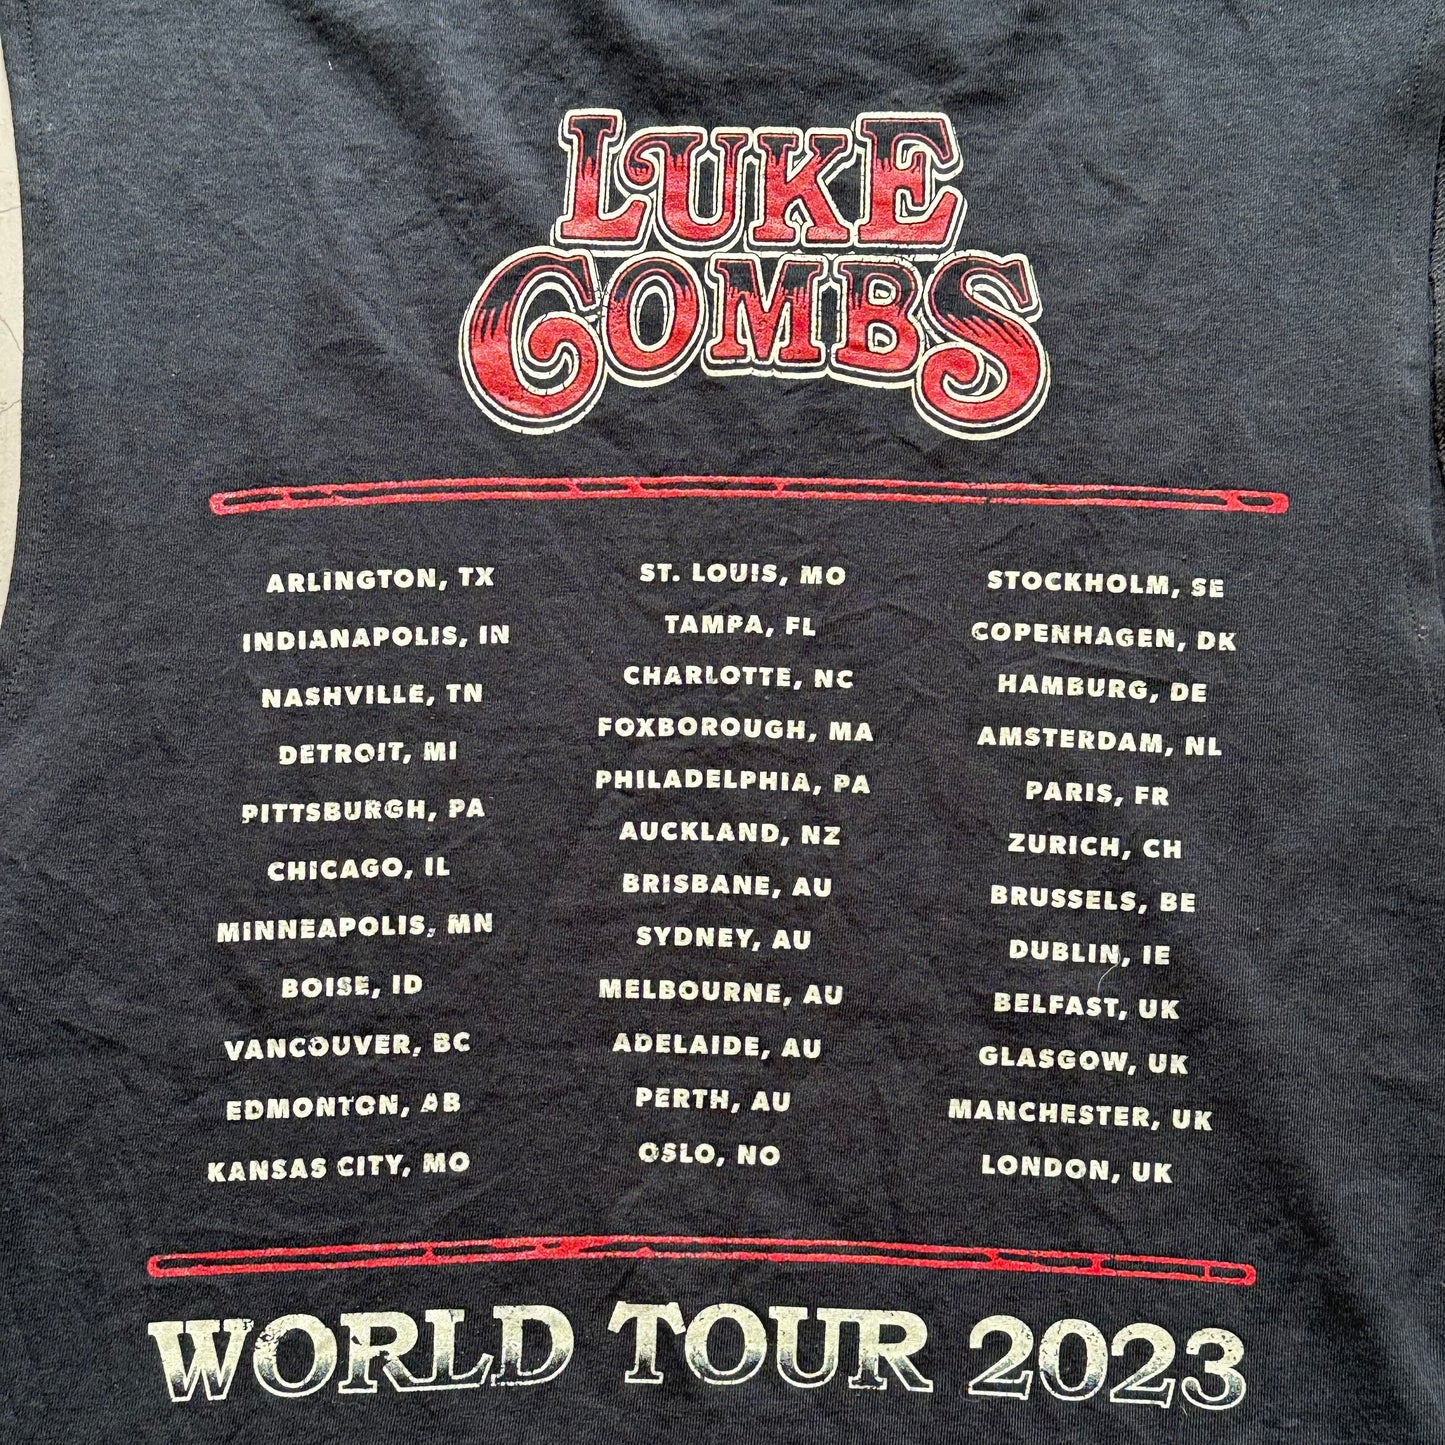 LUKE
COMBS
ARLINGTON, TX
INDIANAPOLIS, IN
NASHVILLE, TN
DETROIT, MI
PITTSBURGH, PA
CHICAGO, IL
MINNEAPOLIS, MN
BOISE, ID
VANCOUVER, BC
EDMONTON, AB
KANSAS CITY, MO
ST. LOUIS, MO
TAMPA, FL
CHARLOTTE, NC
FOXBOROUGH, MA
PHILADELPHIA, PA
AUCKLAND, NZ
BRISBANE, AU
SYDNEY, AU
MELBOURNE, AU
ADELAIDE, AU
PERTH, AU
OSLO, NO
STOCKHOLM, SE
COPENHAGEN, DK
HAMBURG, DE
AMSTERDAM, NL
PARIS, FR
ZURICH, CH
BRUSSELS, BE
DUBLIN, IE
BELFAST, UK
GLASGOW, UK
MANCHESTER, UK
LONDON, UK
WORLD TOUR 2023